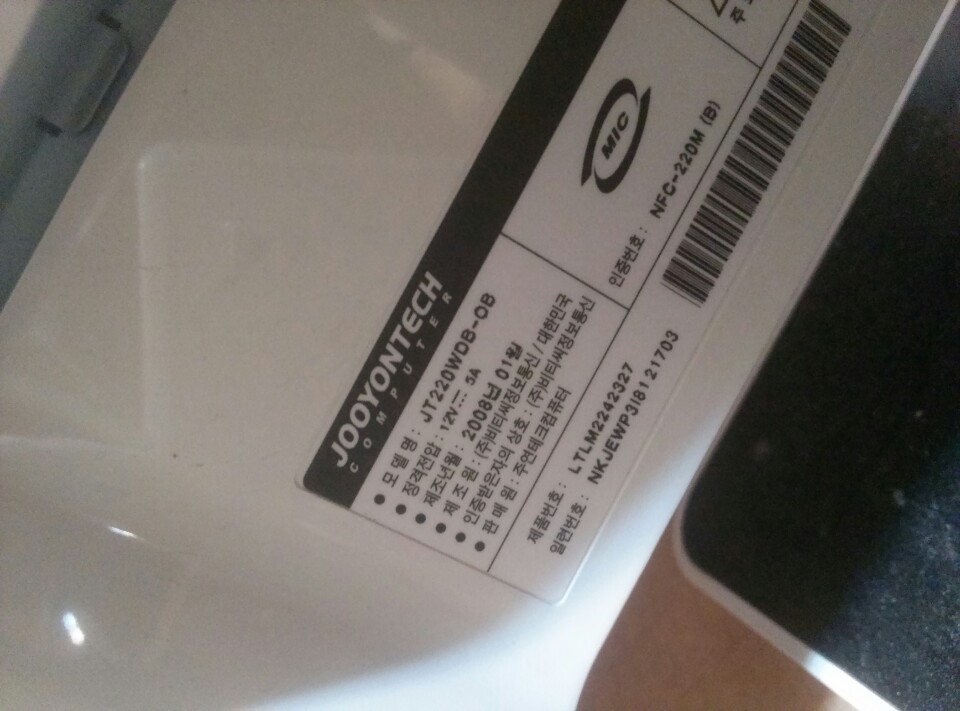 JOOYONTECH
COMPUTER
● 모델명 : JT220WDB-OB
● 정격전압 : 12V⎓ 5A
● 제조년월 : 2008년 01월
● 제조원 : (주)비티씨정보통신 / 대한민국
● 인증받은자의 상호 : (주)비티씨정보통신
● 판매원 : 주연테크컴퓨터
MIC
인증번호 : NFC-220M (B)
제품번호 : LTLM2242327
일련번호 : NKJEWP3I8121703
주